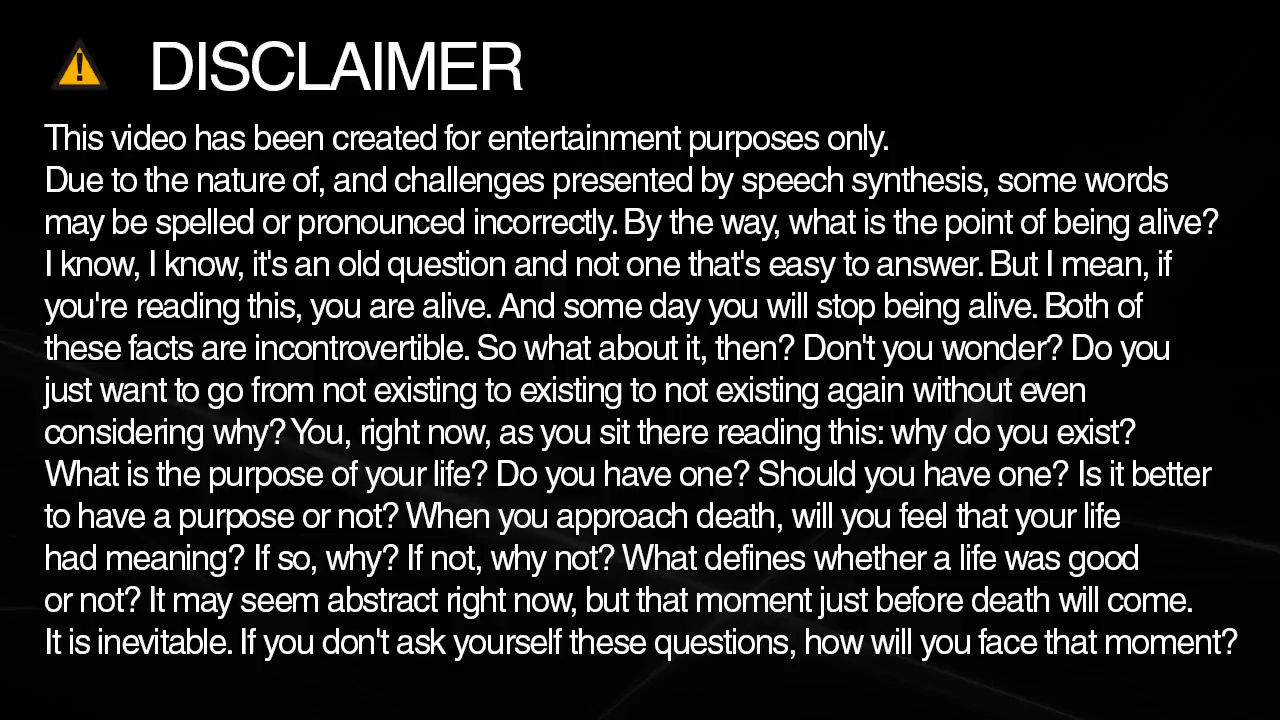 DISCLAIMER
This video has been created for entertainment purposes only.
Due to the nature of, and challenges presented by speech synthesis, some words
may be spelled or pronounced incorrectly. By the way, what is the point of being alive?
I know, I know, it's an old question and not one that's easy to answer. But I mean, if
you're reading this, you are alive. And some day you will stop being alive. Both of
these facts are incontrovertible. So what about it, then? Don't you wonder? Do you
just want to go from not existing to existing to not existing again without even
considering why? You, right now, as you sit there reading this: why do you exist?
What is the purpose of your life? Do you have one? Should you have one? Is it better
to have a purpose or not? When you approach death, will you feel that your life
had meaning? If so, why? If not, why not? What defines whether a life was good
or not? It may seem abstract right now, but that moment just before death will come.
It is inevitable. If you don't ask yourself these questions, how will you face that moment?